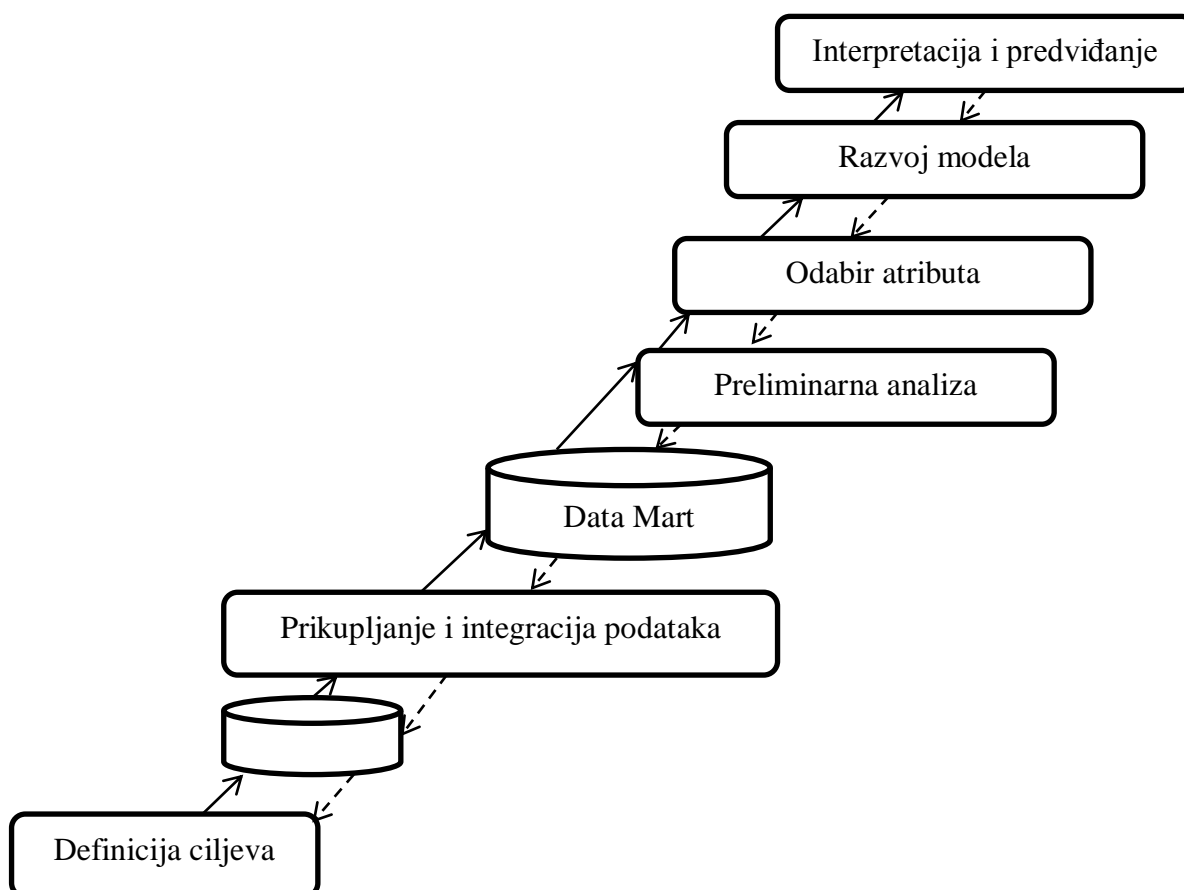 Interpretacija i predviđanje
Razvoj modela
Odabir atributa
Preliminarna analiza
Data Mart
Prikupljanje i integracija podataka
Definicija ciljeva